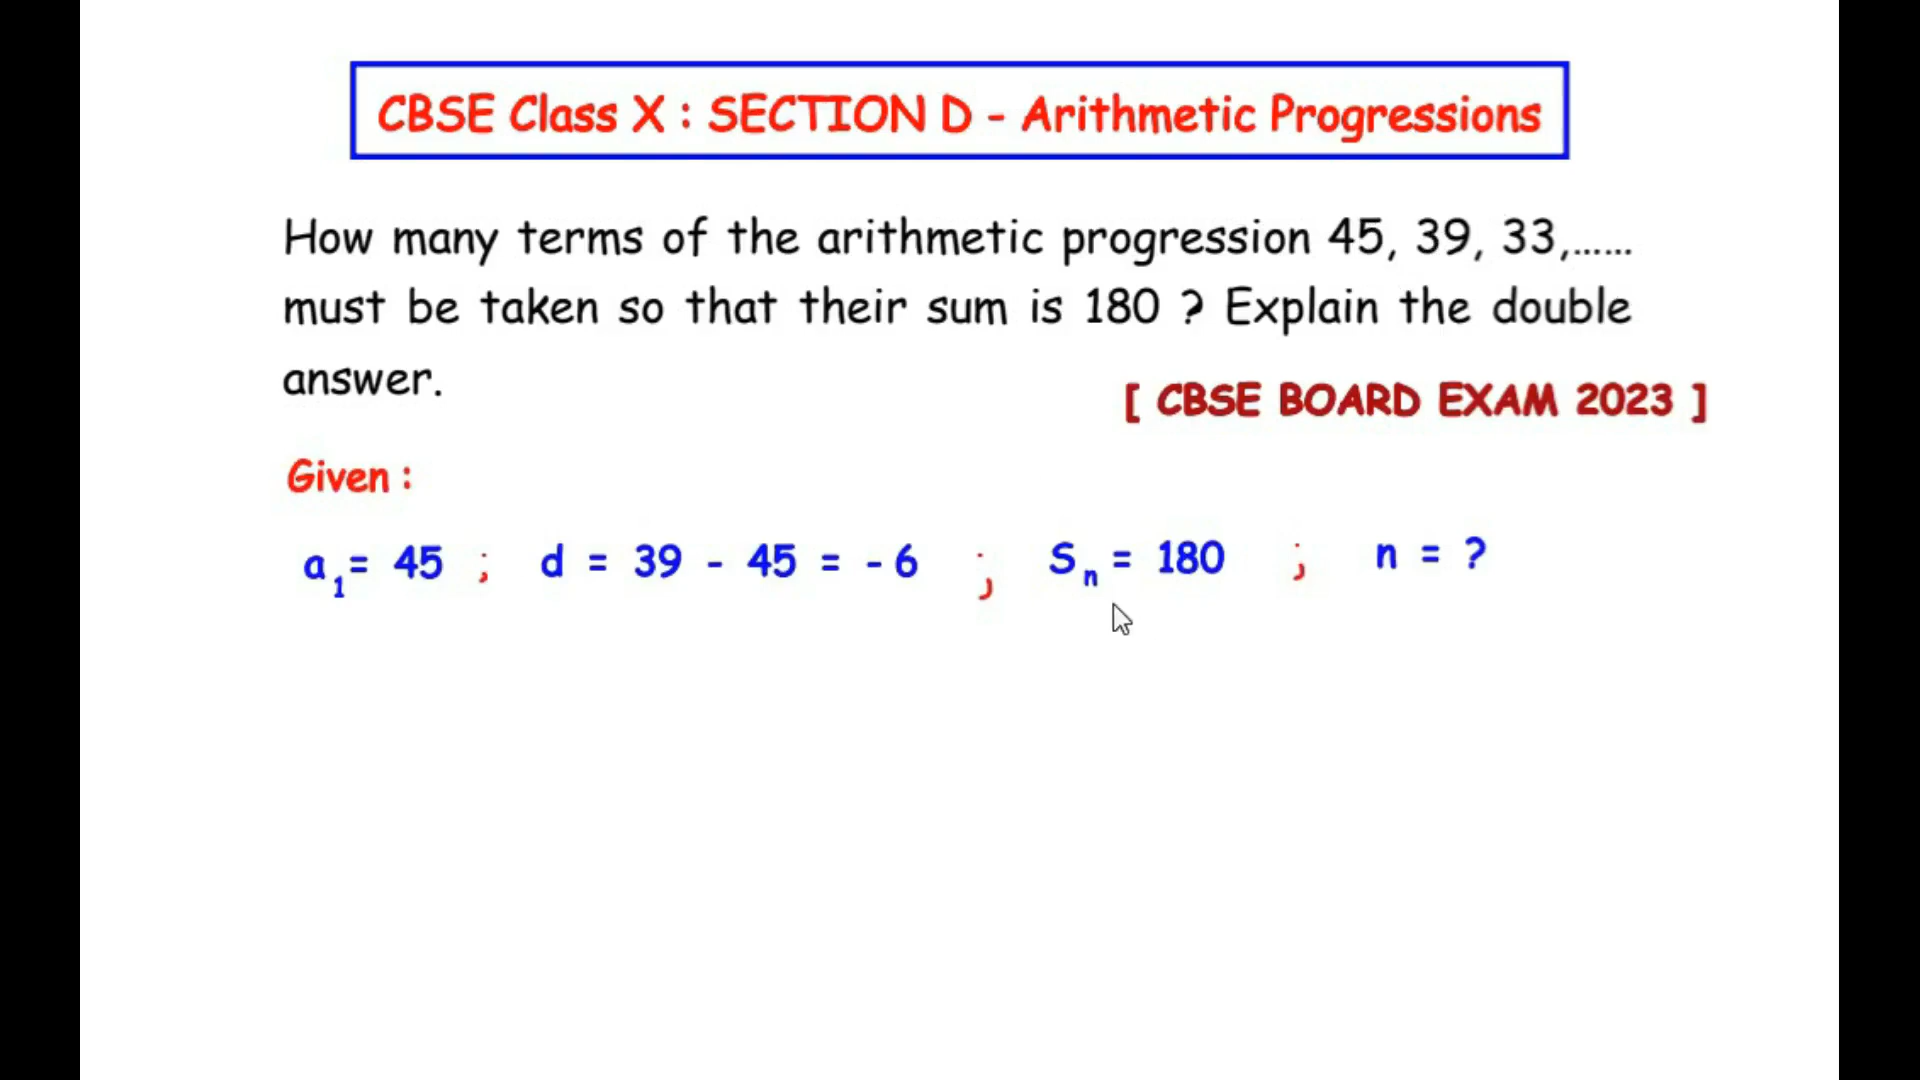 CBSE Class X : SECTION D - Arithmetic Progressions
How many terms of the arithmetic progression 45, 39, 33,......
must be taken so that their sum is 180 ? Explain the double
answer.
[ CBSE BOARD EXAM 2023 ]
Given :
a₁= 45 ; d = 39 - 45 = - 6 ; Sₙ = 180 ; n = ?